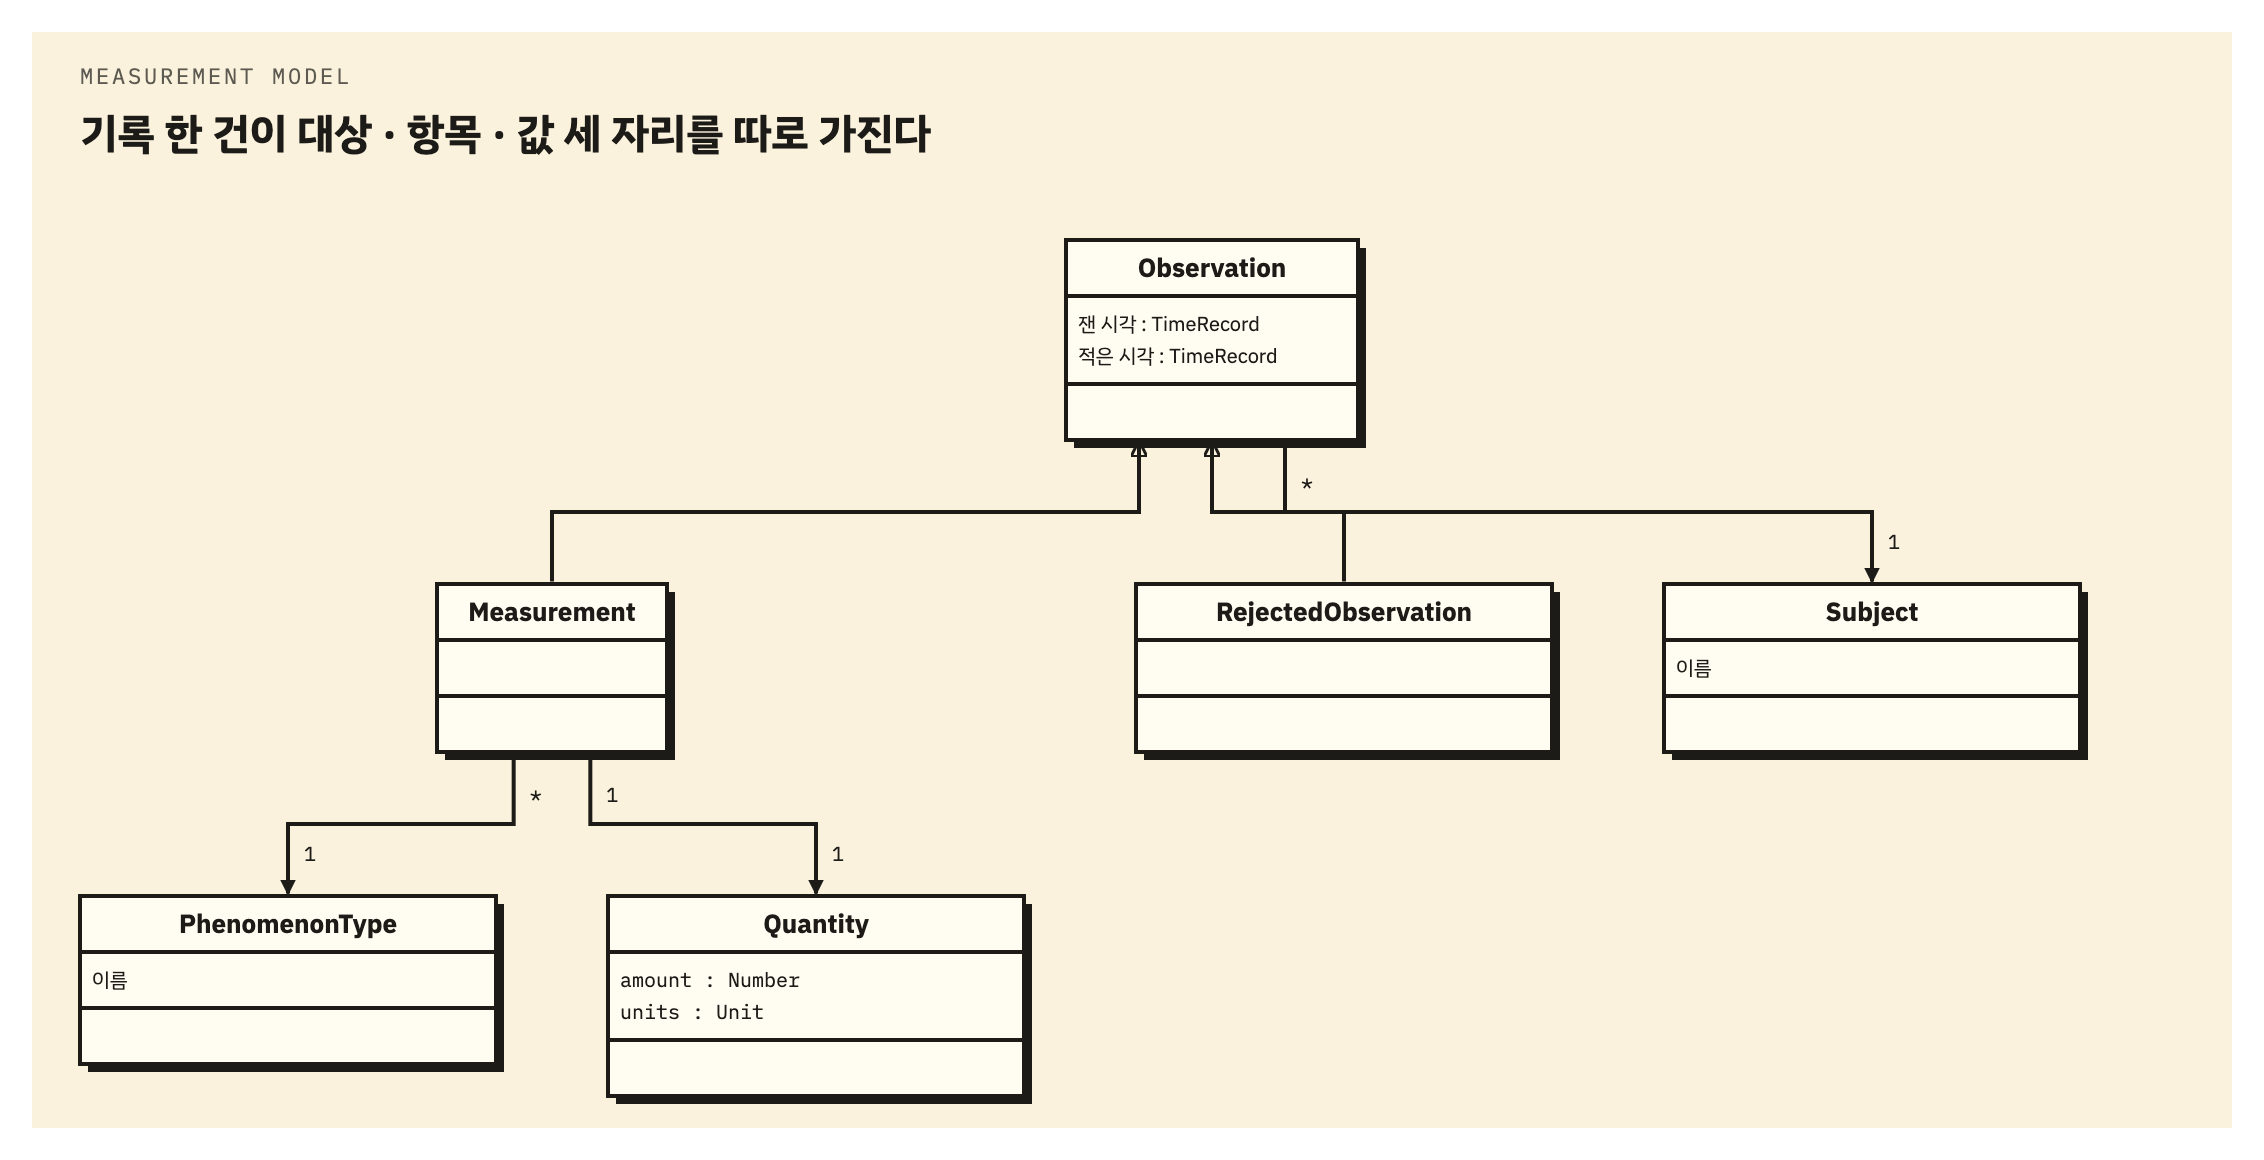 MEASUREMENT MODEL
기록 한 건이 대상 · 항목 · 값 세 자리를 따로 가진다
Observation
잰 시각 : TimeRecord
적은 시각 : TimeRecord
*
1
Measurement
RejectedObservation
Subject
이름
*
1
1
1
PhenomenonType
이름
Quantity
amount : Number
units : Unit